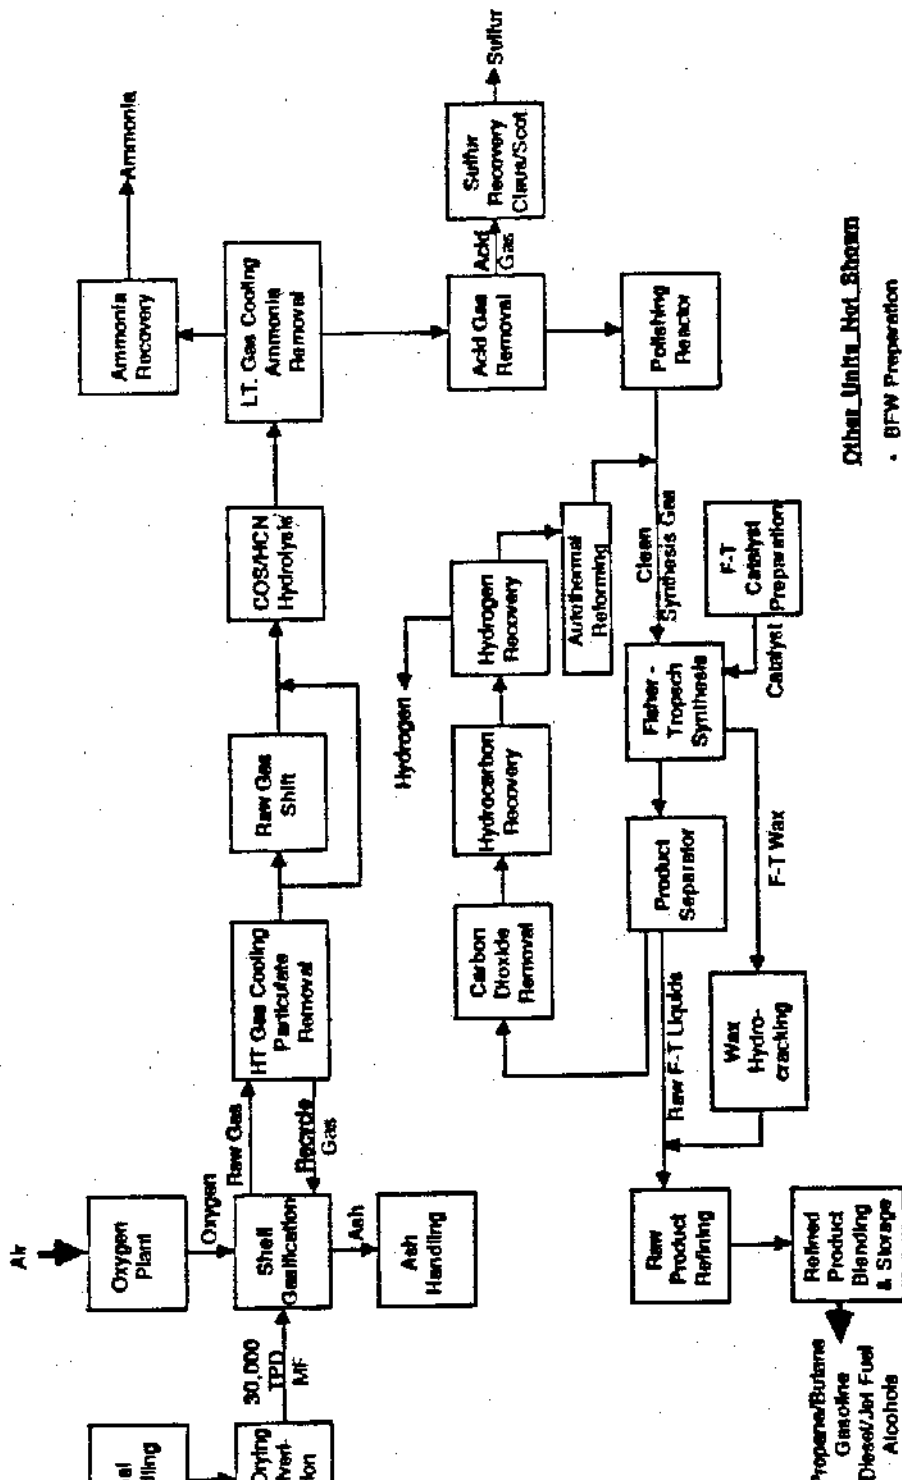 Air
Oxygen
Plant
Oxygen
30,000
TPD
MF
Drying
Shell
Gasification
Raw Gas
Recycle
Gas
Ash
Ash
Handling
HT Gas Cooling
Particulate
Removal
Raw Gas
Shift
COS/HCN
Hydrolysis
LT. Gas Cooling
Ammonia
Removal
Ammonia
Recovery
Ammonia
Acid Gas
Removal
Acid
Gas
Sulfur
Recovery
Claus/Scot
Sulfur
Polishing
Reactor
Clean
Synthesis Gas
Autothermal
Reforming
Hydrogen
Recovery
Hydrogen
Hydrocarbon
Recovery
Carbon
Dioxide
Removal
F-T
Catalyst
Preparation
Catalyst
Fisher -
Tropsch
Synthesis
Product
Separator
F-T Wax
Wax
Hydro-
cracking
Raw F-T Liquids
Raw
Product
Refining
Refined
Product
Blending
& Storage
Propane/Butane
Gasoline
Diesel/Jet Fuel
Alcohols
Other Units Not Shown
• BFW Preparation